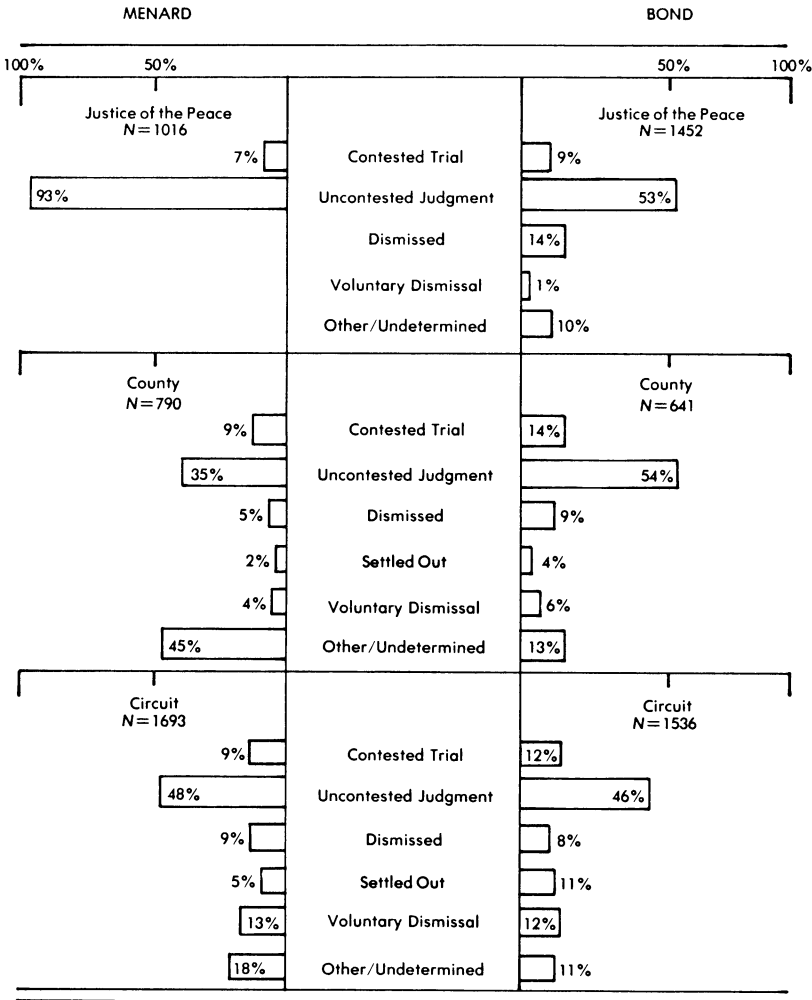 MENARD BOND
100% 50% 50% 100%
Justice of the Peace Justice of the Peace
N=1016 N=1452
7% Contested Trial 9%
93% Uncontested Judgment 53%
Dismissed 14%
Voluntary Dismissal 1%
Other/Undetermined 10%
County County
N=790 N=641
9% Contested Trial 14%
35% Uncontested Judgment 54%
5% Dismissed 9%
2% Settled Out 4%
4% Voluntary Dismissal 6%
45% Other/Undetermined 13%
Circuit Circuit
N=1693 N=1536
9% Contested Trial 12%
48% Uncontested Judgment 46%
9% Dismissed 8%
5% Settled Out 11%
13% Voluntary Dismissal 12%
18% Other/Undetermined 11%